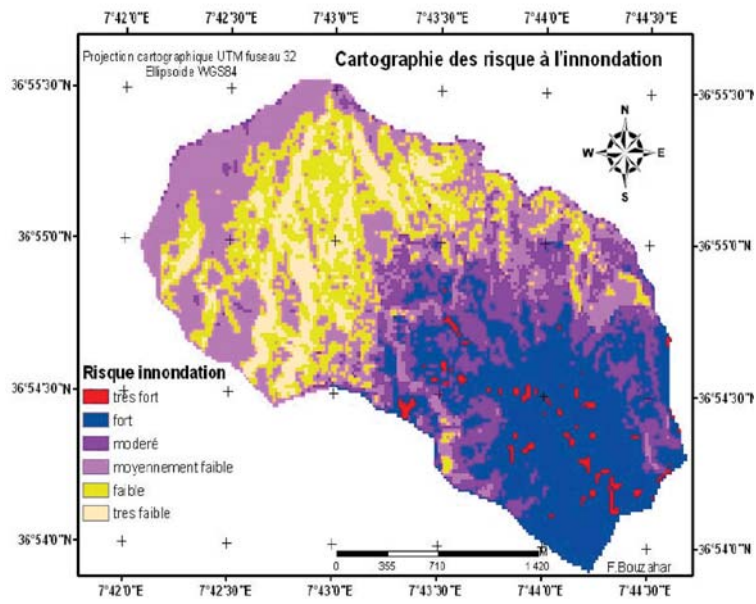 7°42'0"E 7°42'30"E 7°43'0"E 7°43'30"E 7°44'0"E 7°44'30"E
Projection cartographique UTM fuseau 32
Ellipsoide WGS84
Cartographie des risque à l'innondation
36°55'30"N 36°55'30"N
N
W E
S
36°55'0"N 36°55'0"N
Risque innondation
tres fort
36°54'30"N 36°54'30"N
fort
moderé
moyennement faible
faible
tres faible
36°54'0"N 36°54'0"N
0 355 710 1 420
F.Bouzahar
7°42'0"E 7°42'30"E 7°43'0"E 7°43'30"E 7°44'0"E 7°44'30"E